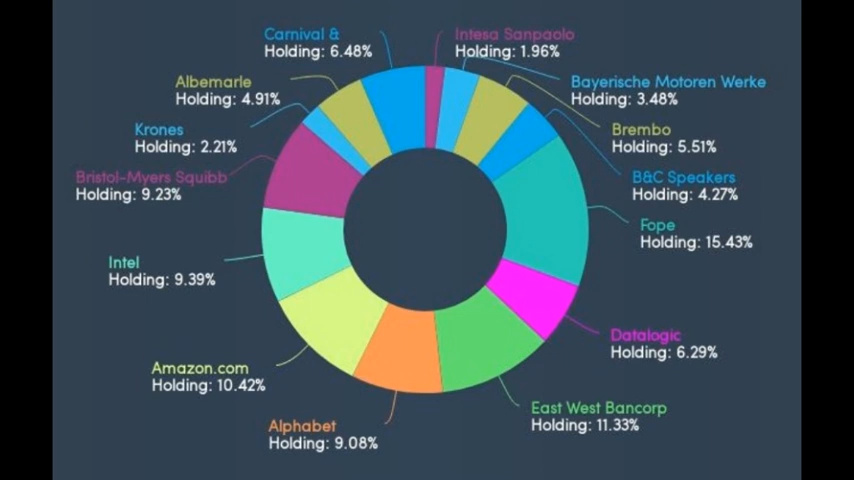 Carnival &
Holding: 6.48%
Intesa Sanpaolo
Holding: 1.96%
Albemarle
Holding: 4.91%
Bayerische Motoren Werke
Holding: 3.48%
Krones
Holding: 2.21%
Brembo
Holding: 5.51%
Bristol-Myers Squibb
Holding: 9.23%
B&C Speakers
Holding: 4.27%
Fope
Holding: 15.43%
Intel
Holding: 9.39%
Datalogic
Holding: 6.29%
Amazon.com
Holding: 10.42%
East West Bancorp
Holding: 11.33%
Alphabet
Holding: 9.08%